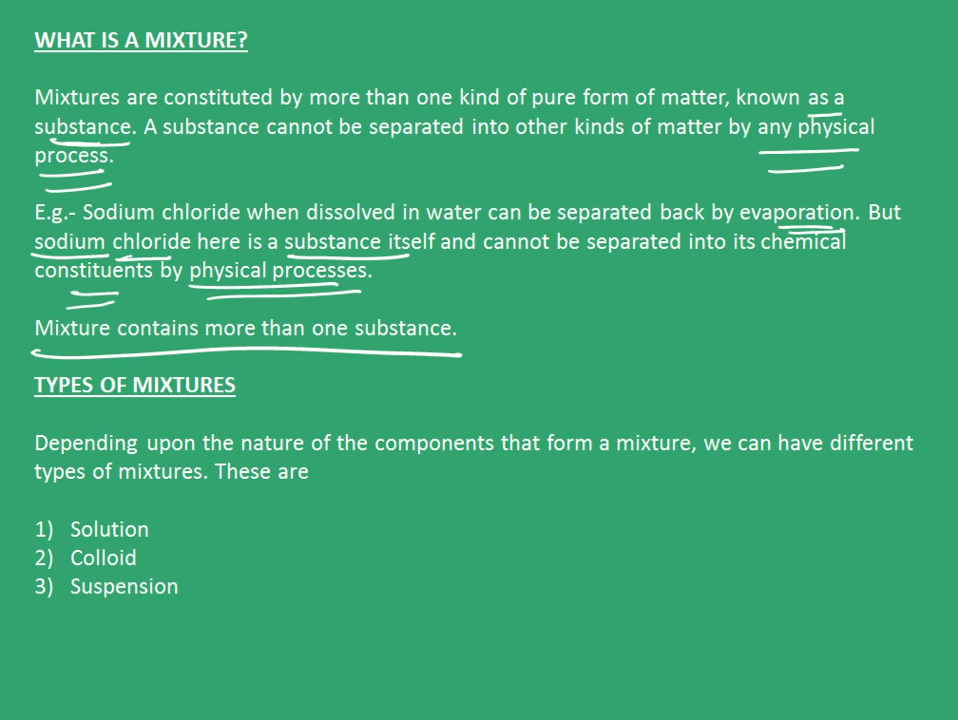 WHAT IS A MIXTURE?
Mixtures are constituted by more than one kind of pure form of matter, known as a
substance. A substance cannot be separated into other kinds of matter by any physical
process.
E.g.- Sodium chloride when dissolved in water can be separated back by evaporation. But
sodium chloride here is a substance itself and cannot be separated into its chemical
constituents by physical processes.
Mixture contains more than one substance.
TYPES OF MIXTURES
Depending upon the nature of the components that form a mixture, we can have different
types of mixtures. These are
1) Solution
2) Colloid
3) Suspension